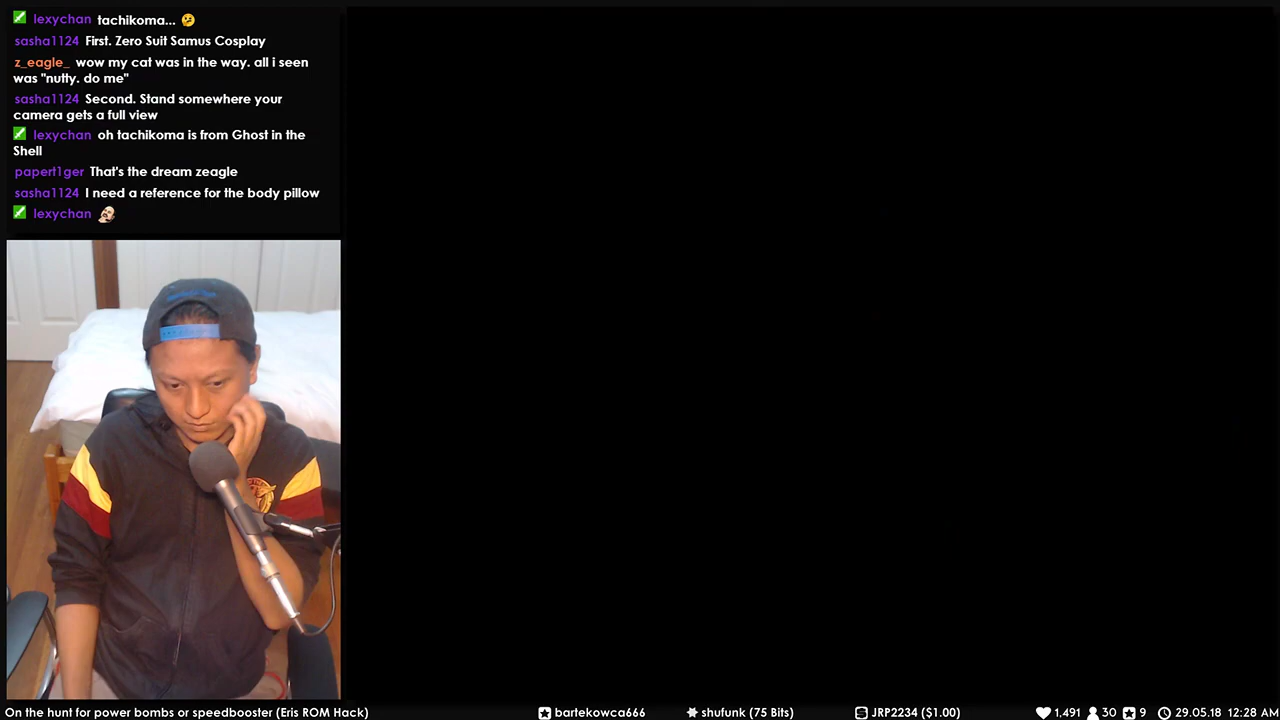 lexychan tachikoma... 🤔
sasha1124 First. Zero Suit Samus Cosplay
z_eagle_ wow my cat was in the way. all i seen
was "nutty. do me"
sasha1124 Second. Stand somewhere your
camera gets a full view
lexychan oh tachikoma is from Ghost in the
Shell
papert1ger That's the dream zeagle
sasha1124 I need a reference for the body pillow
lexychan
On the hunt for power bombs or speedbooster (Eris ROM Hack) bartekowca666 shufunk (75 Bits) JRP2234 ($1.00) 1,491 30 9 29.05.18 12:28 AM